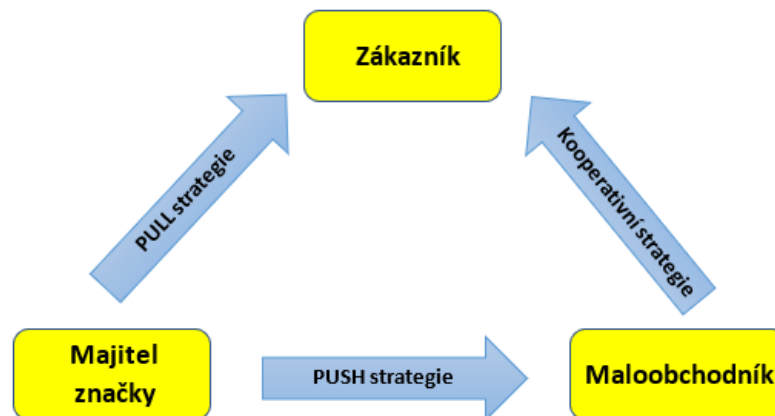 Zákazník
PULL strategie
Kooperativní strategie
Majitel
značky
PUSH strategie
Maloobchodník